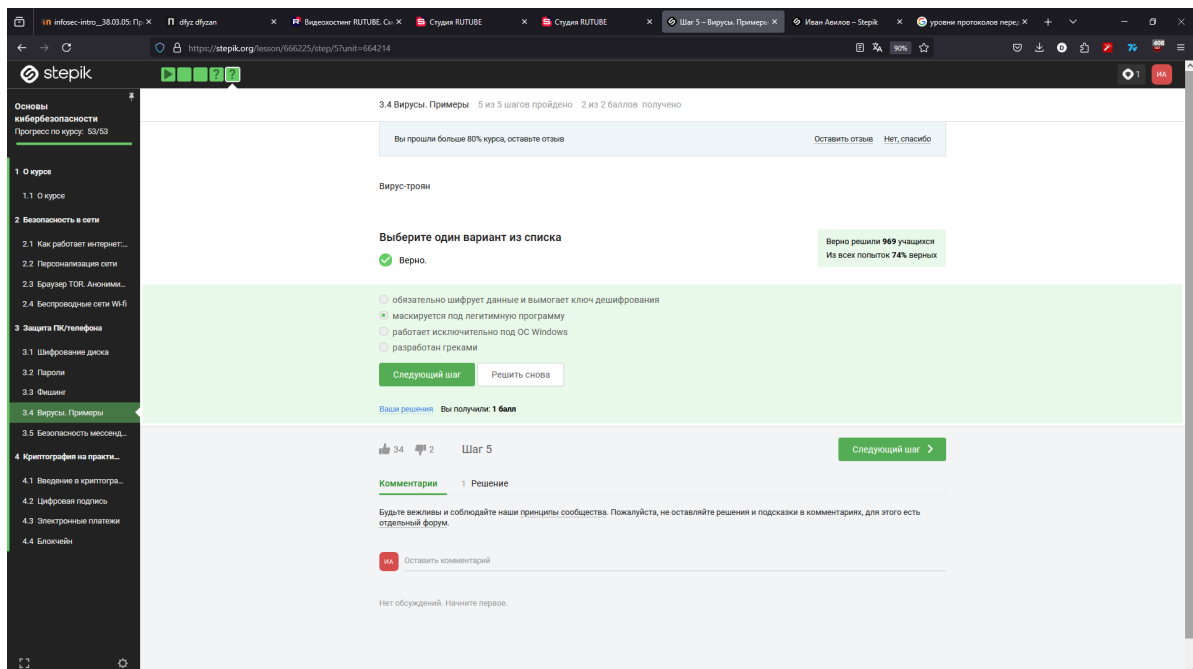 in infosec-intro__38.03.05: Пр
П dfyz dfyzan
Видеохостинг RUTUBE. См
Студия RUTUBE
Студия RUTUBE
Шаг 5 – Вирусы. Примеры
Иван Авилов – Stepik
уровни протоколов перед
https://stepik.org/lesson/666225/step/5?unit=664214
90%
408
stepik
1
ИА
Основы
кибербезопасности
Прогресс по курсу: 53/53
1 О курсе
1.1 О курсе
2 Безопасность в сети
2.1 Как работает интернет:...
2.2 Персонализация сети
2.3 Браузер TOR. Аноними...
2.4 Беспроводные сети Wi-fi
3 Защита ПК/телефона
3.1 Шифрование диска
3.2 Пароли
3.3 Фишинг
3.4 Вирусы. Примеры
3.5 Безопасность мессенд...
4 Криптография на практи...
4.1 Введение в криптогра...
4.2 Цифровая подпись
4.3 Электронные платежи
4.4 Блокчейн
3.4 Вирусы. Примеры 5 из 5 шагов пройдено 2 из 2 баллов получено
Вы прошли больше 80% курса, оставьте отзыв Оставить отзыв Нет, спасибо
Вирус-троян
Выберите один вариант из списка
Верно.
Верно решили 969 учащихся
Из всех попыток 74% верных
обязательно шифрует данные и вымогает ключ дешифрования
маскируется под легитимную программу
работает исключительно под ОС Windows
разработан греками
Следующий шаг Решить снова
Ваши решения Вы получили: 1 балл
34 2 Шаг 5 Следующий шаг
Комментарии 1 Решение
Будьте вежливы и соблюдайте наши принципы сообщества. Пожалуйста, не оставляйте решения и подсказки в комментариях, для этого есть
отдельный форум.
ИА Оставить комментарий
Нет обсуждений. Начните первое.